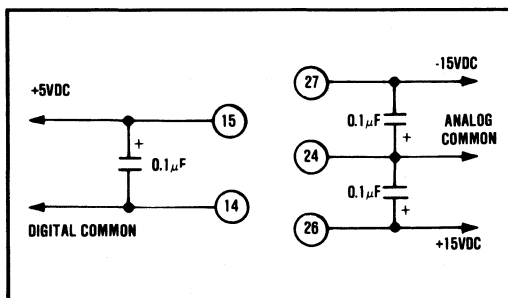 +5VDC
15
+
0.1µF
14
DIGITAL COMMON
27
-15VDC
0.1µF
+
ANALOG
COMMON
24
0.1µF
+
26
+15VDC